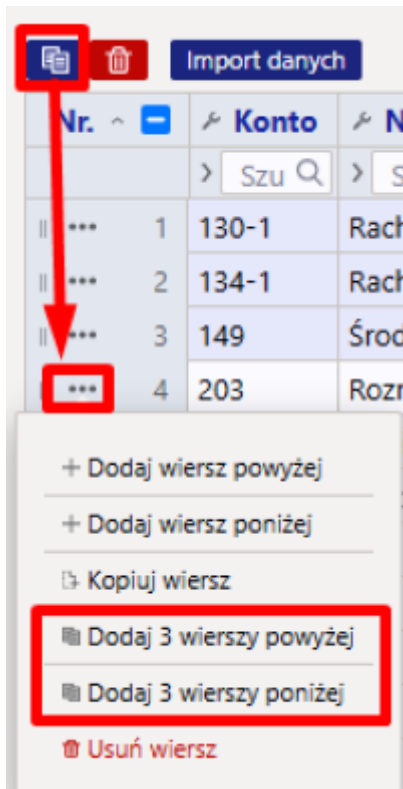 Import danych
Nr. Konto N
Szu S
1 130-1 Rach
2 134-1 Rach
3 149 Środ
4 203 Rozr
Dodaj wiersz powyżej
Dodaj wiersz poniżej
Kopiuj wiersz
Dodaj 3 wierszy powyżej
Dodaj 3 wierszy poniżej
Usuń wiersz